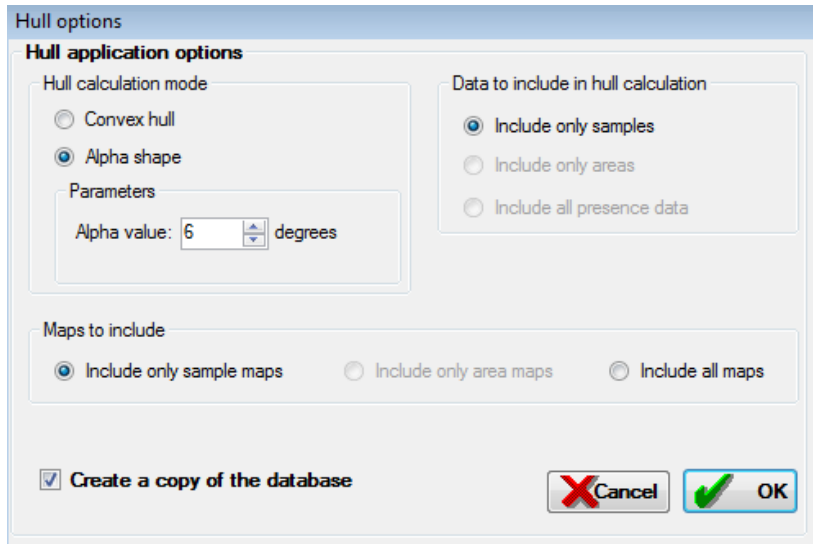 Hull options
Hull application options
Hull calculation mode
Convex hull
Alpha shape
Parameters
Alpha value: 6 degrees
Data to include in hull calculation
Include only samples
Include only areas
Include all presence data
Maps to include
Include only sample maps Include only area maps Include all maps
Create a copy of the database
Cancel OK